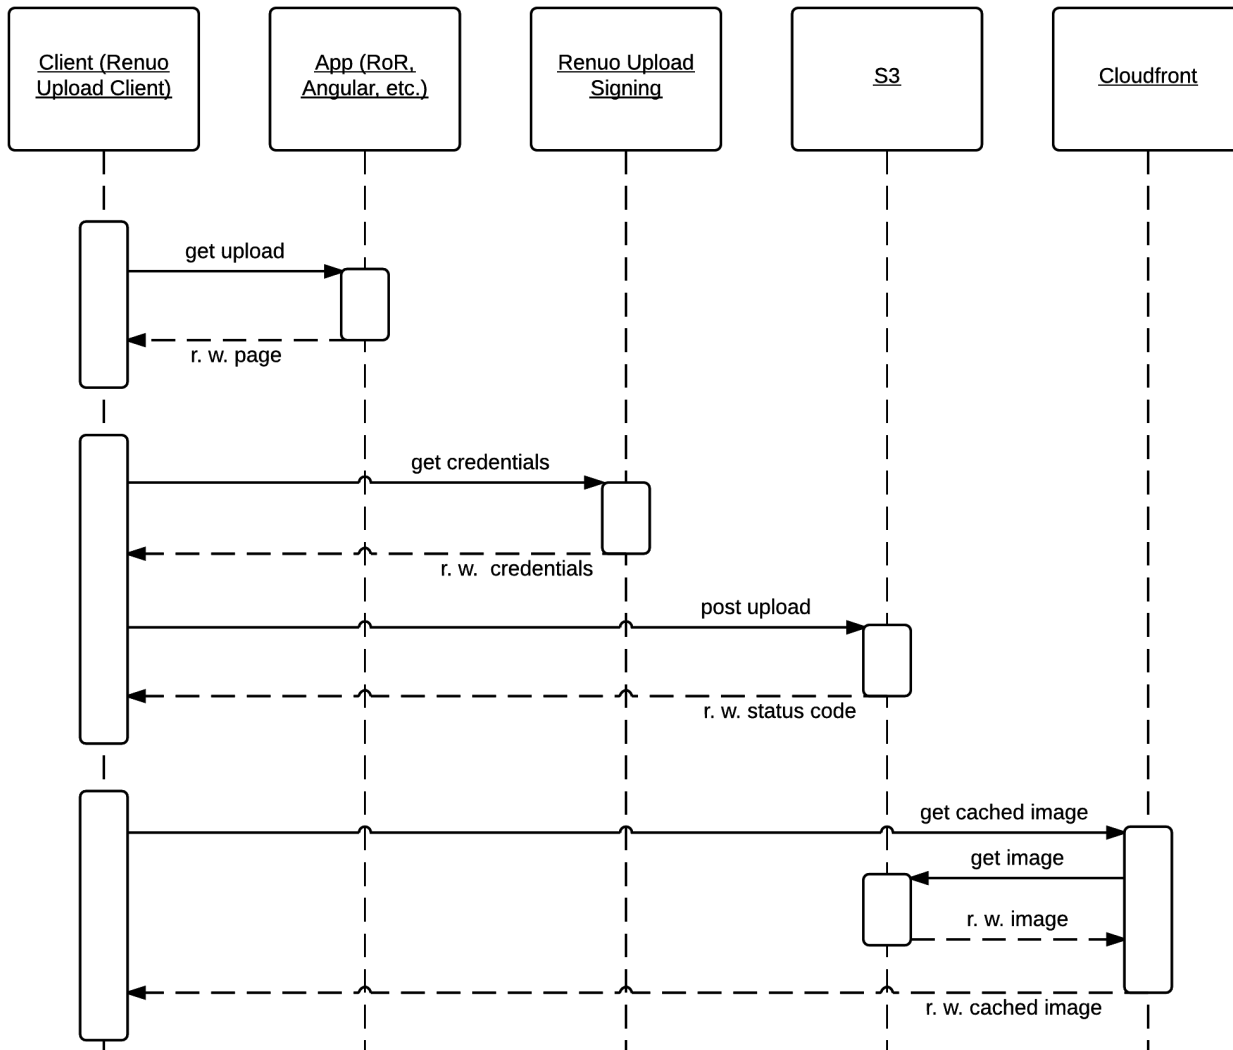 Client (Renuo
Upload Client)
App (RoR,
Angular, etc.)
Renuo Upload
Signing
S3
Cloudfront
get upload
r. w. page
get credentials
r. w.  credentials
post upload
r. w. status code
get cached image
get image
r. w. image
r. w. cached image